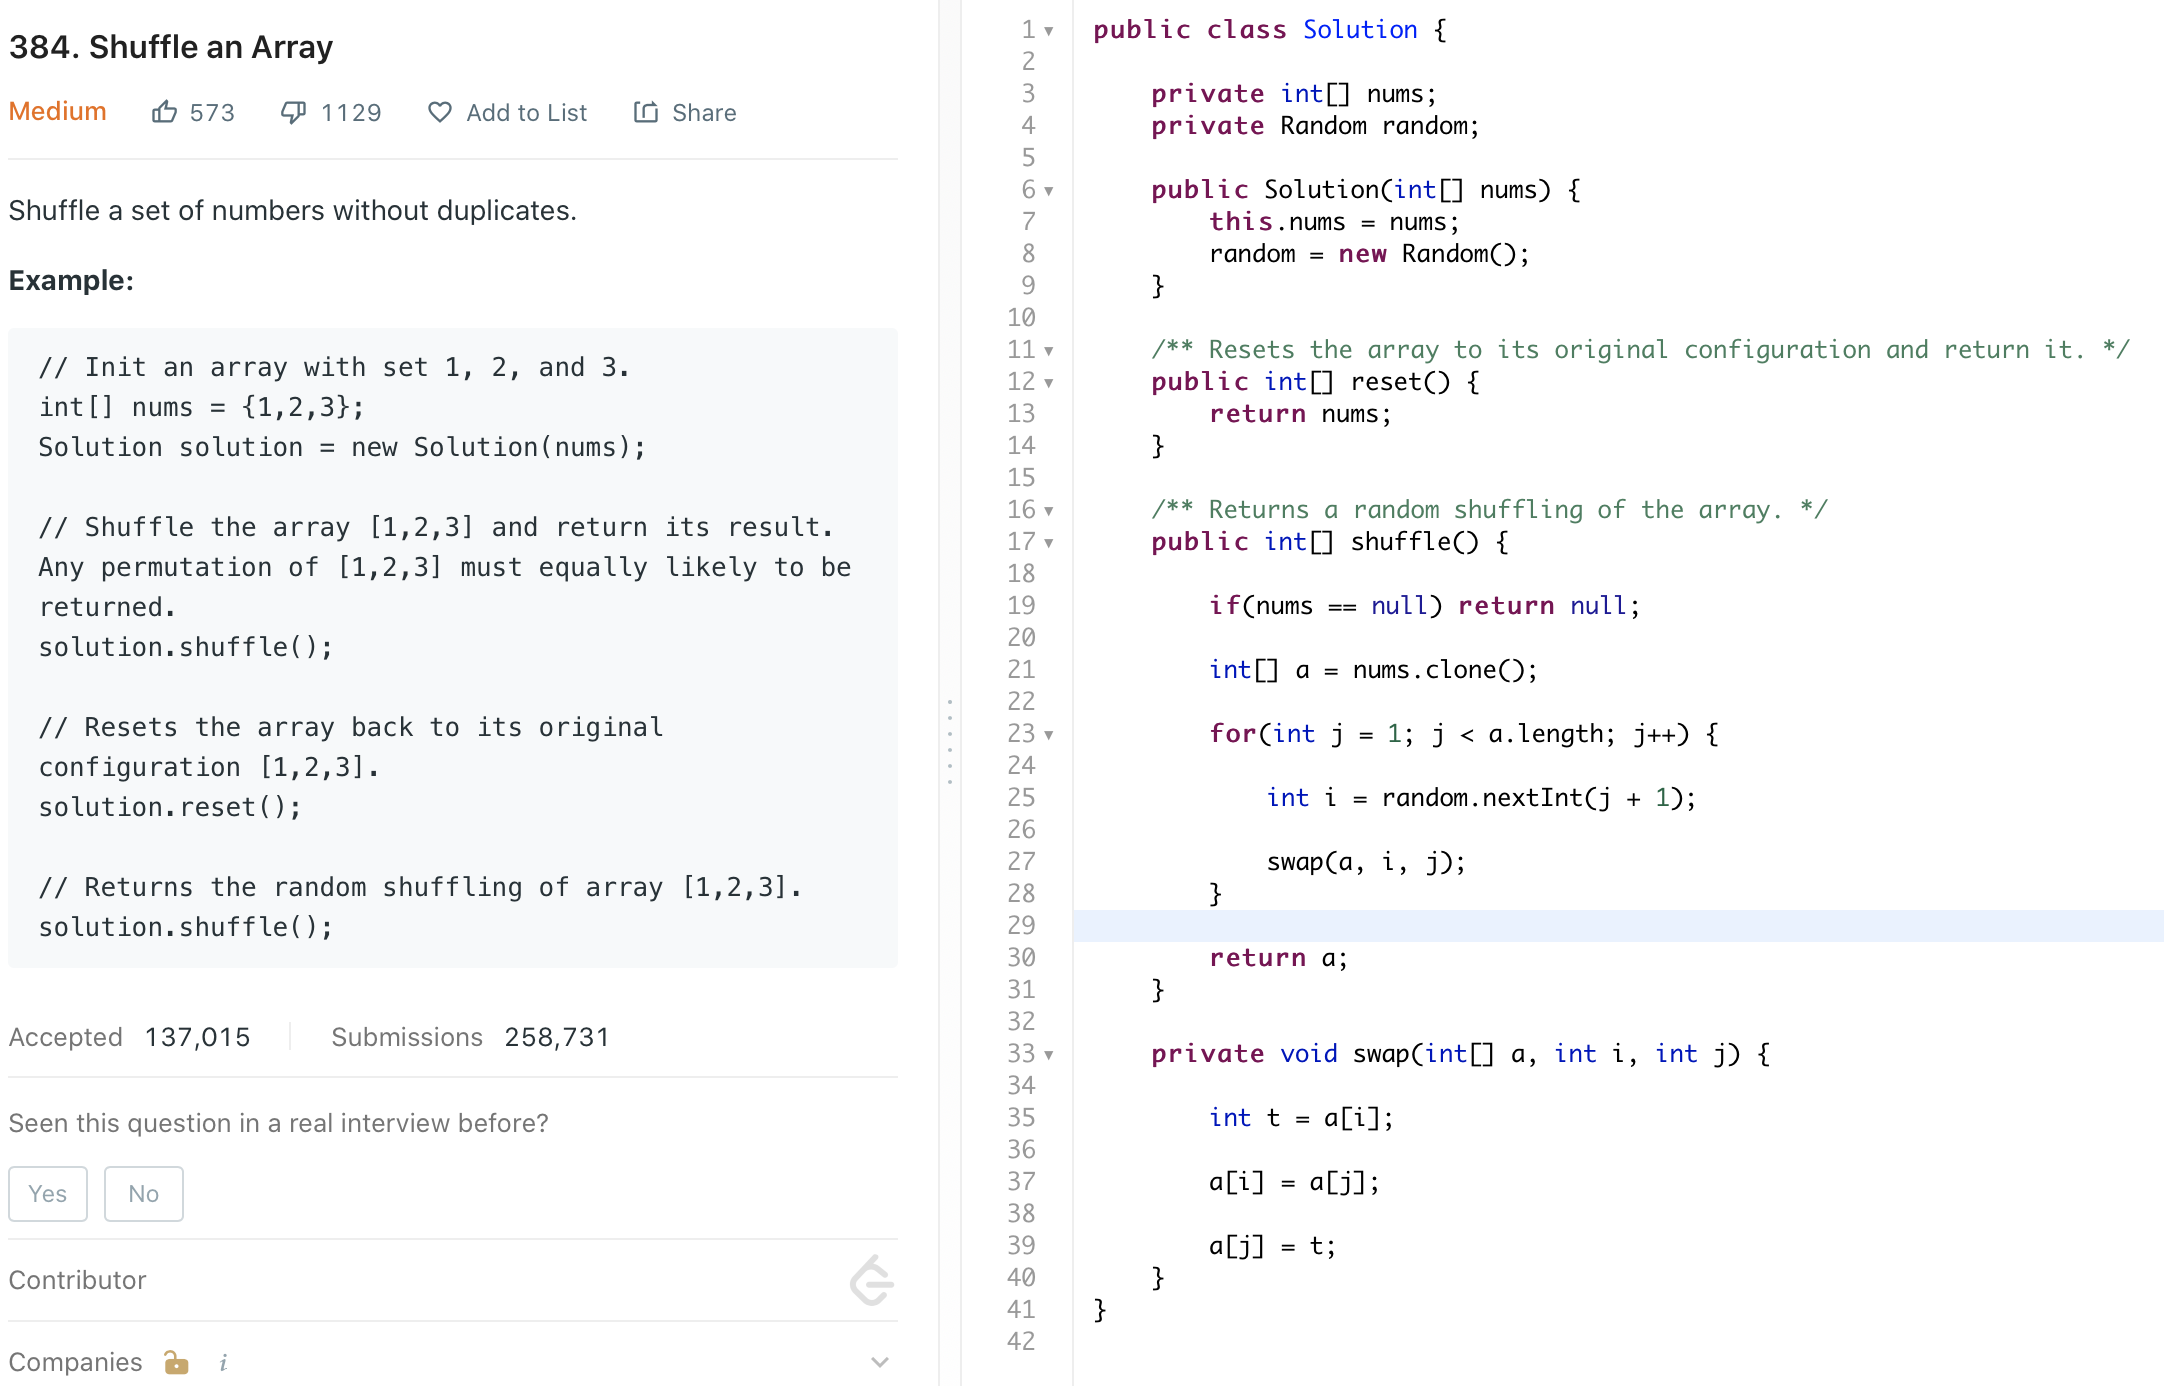 384. Shuffle an Array
Medium 573 1129 Add to List Share
Shuffle a set of numbers without duplicates.
Example:
// Init an array with set 1, 2, and 3.
int[] nums = {1,2,3};
Solution solution = new Solution(nums);
// Shuffle the array [1,2,3] and return its result.
Any permutation of [1,2,3] must equally likely to be
returned.
solution.shuffle();
// Resets the array back to its original
configuration [1,2,3].
solution.reset();
// Returns the random shuffling of array [1,2,3].
solution.shuffle();
Accepted 137,015 Submissions 258,731
Seen this question in a real interview before?
Yes No
Contributor
Companies i
1 public class Solution {
2
3 private int[] nums;
4 private Random random;
5
6 public Solution(int[] nums) {
7 this.nums = nums;
8 random = new Random();
9 }
10
11 /** Resets the array to its original configuration and return it. */
12 public int[] reset() {
13 return nums;
14 }
15
16 /** Returns a random shuffling of the array. */
17 public int[] shuffle() {
18
19 if(nums == null) return null;
20
21 int[] a = nums.clone();
22
23 for(int j = 1; j < a.length; j++) {
24
25 int i = random.nextInt(j + 1);
26
27 swap(a, i, j);
28 }
29
30 return a;
31 }
32
33 private void swap(int[] a, int i, int j) {
34
35 int t = a[i];
36
37 a[i] = a[j];
38
39 a[j] = t;
40 }
41 }
42